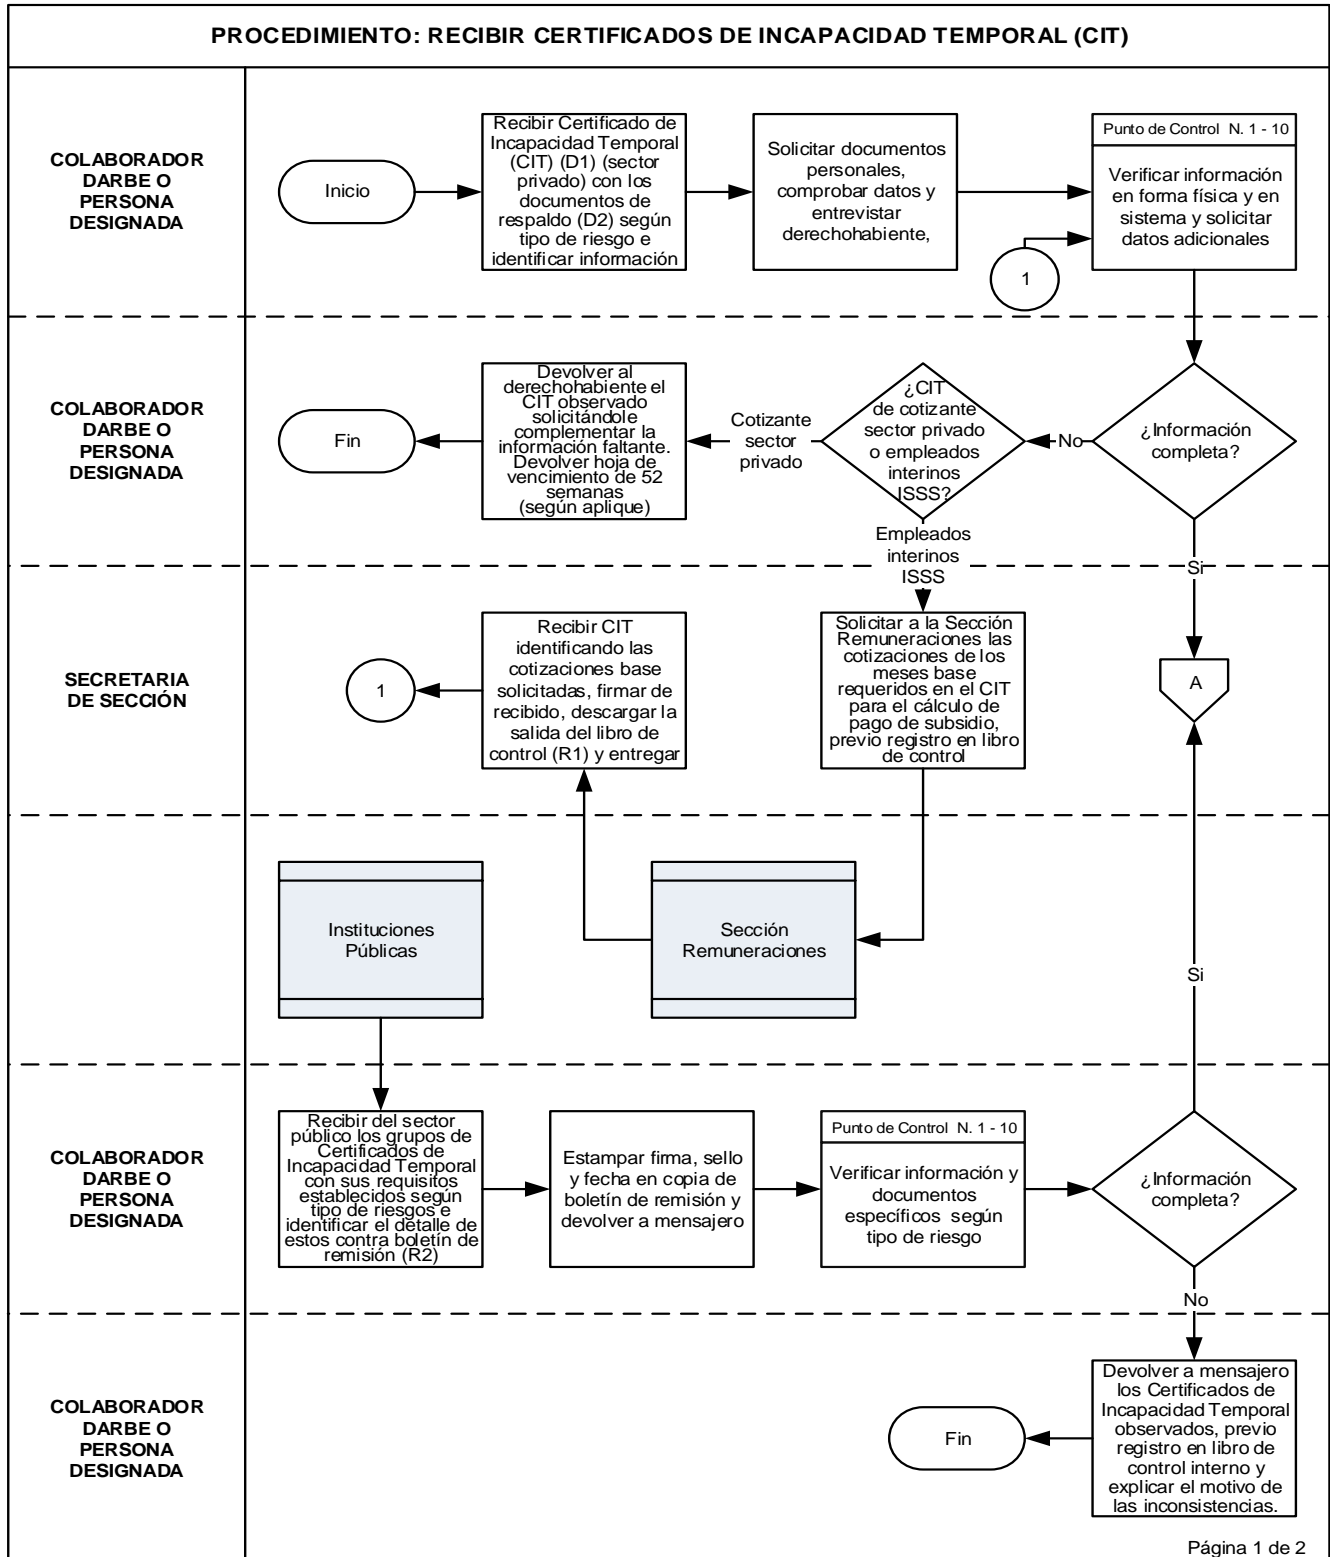 PROCEDIMIENTO: RECIBIR CERTIFICADOS DE INCAPACIDAD TEMPORAL (CIT)
COLABORADOR
DARBE O
PERSONA
DESIGNADA
Inicio
Recibir Certificado de
Incapacidad Temporal
(CIT) (D1) (sector
privado) con los
documentos de
respaldo (D2) según
tipo de riesgo e
identificar información
Solicitar documentos
personales,
comprobar datos y
entrevistar
derechohabiente,
Punto de Control N. 1 - 10
Verificar información
en forma física y en
sistema y solicitar
datos adicionales
1
COLABORADOR
DARBE O
PERSONA
DESIGNADA
Fin
Devolver al
derechohabiente el
CIT observado
solicitándole
complementar la
información faltante.
Devolver hoja de
vencimiento de 52
semanas
(según aplique)
Cotizante
sector
privado
¿CIT
de cotizante
sector privado
o empleados
interinos
ISSS?
No
¿Información
completa?
Empleados
interinos
ISSS
Si
SECRETARIA
DE SECCIÓN
1
Recibir CIT
identificando las
cotizaciones base
solicitadas, firmar de
recibido, descargar la
salida del libro de
control (R1) y entregar
Solicitar a la Sección
Remuneraciones las
cotizaciones de los
meses base
requeridos en el CIT
para el cálculo de
pago de subsidio,
previo registro en libro
de control
A
Instituciones
Públicas
Sección
Remuneraciones
Si
COLABORADOR
DARBE O
PERSONA
DESIGNADA
Recibir del sector
público los grupos de
Certificados de
Incapacidad Temporal
con sus requisitos
establecidos según
tipo de riesgos e
identificar el detalle de
estos contra boletín de
remisión (R2)
Estampar firma, sello
y fecha en copia de
boletín de remisión y
devolver a mensajero
Punto de Control N. 1 - 10
Verificar información y
documentos
específicos según
tipo de riesgo
¿Información
completa?
No
COLABORADOR
DARBE O
PERSONA
DESIGNADA
Fin
Devolver a mensajero
los Certificados de
Incapacidad Temporal
observados, previo
registro en libro de
control interno y
explicar el motivo de
las inconsistencias.
Página 1 de 2